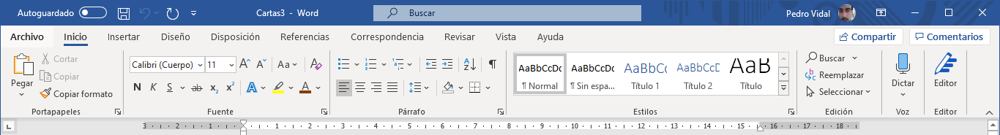 Autoguardado Cartas3 - Word Buscar Pedro Vidal
Archivo Inicio Insertar Diseño Disposición Referencias Correspondencia Revisar Vista Ayuda Compartir Comentarios
Pegar
Cortar
Copiar
Copiar formato
Portapapeles
Calibri (Cuerpo) 11 A A Aa A
N K S ab x₂ x² A A
Fuente
Párrafo
AaBbCcDc AaBbCcDc AaBbCc AaBbCcD AaB
¶ Normal ¶ Sin espa... Título 1 Título 2 Título
Estilos
Buscar
Reemplazar
Seleccionar
Edición
Dictar
Voz
Editor
Editor
3 2 1 1 2 3 4 5 6 7 8 9 10 11 12 13 14 15 16 17 18